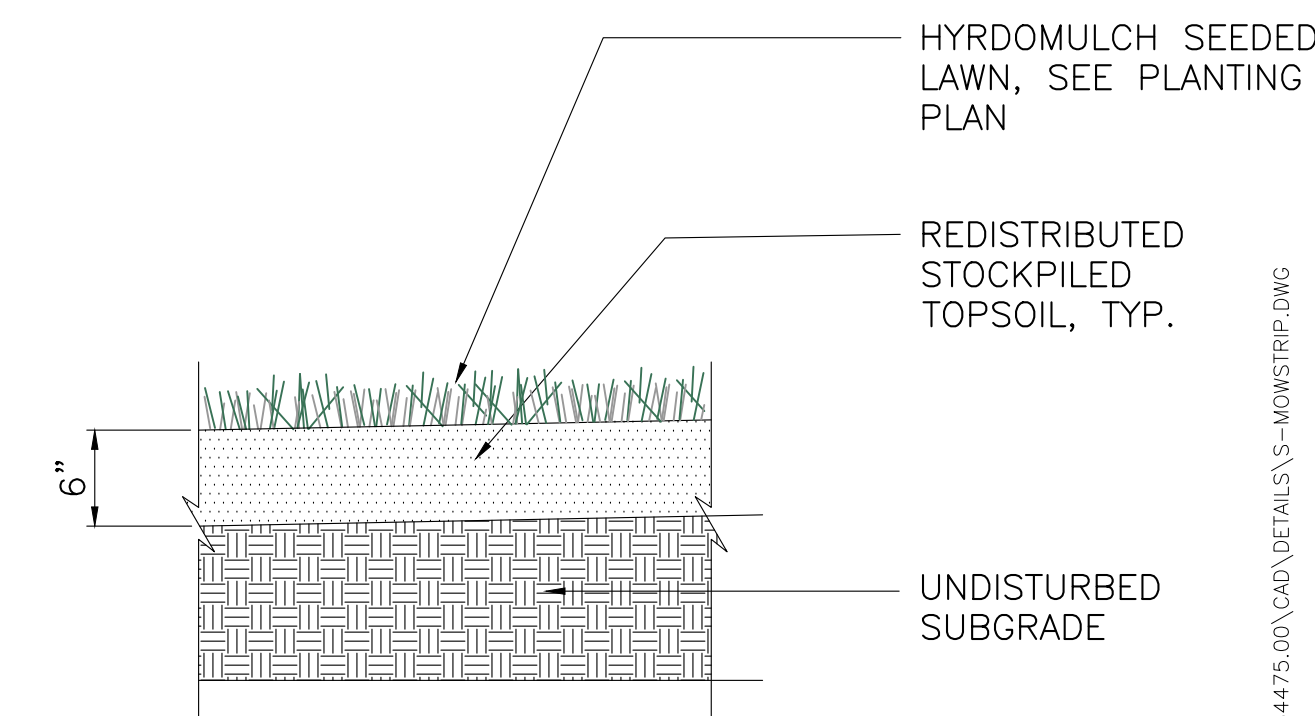 HYRDOMULCH SEEDED
LAWN, SEE PLANTING
PLAN
REDISTRIBUTED
STOCKPILED
TOPSOIL, TYP.
6"
UNDISTURBED
SUBGRADE
4475.00\CAD\DETAILS\S-MOWSTRIP.DWG